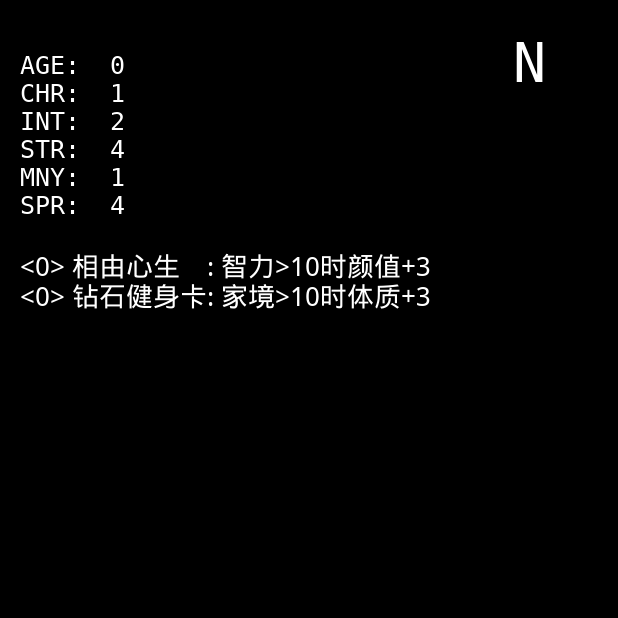 N
AGE: 0
CHR: 1
INT: 2
STR: 4
MNY: 1
SPR: 4
<0> 相由心生 : 智力>10时颜值+3
<0> 钻石健身卡: 家境>10时体质+3